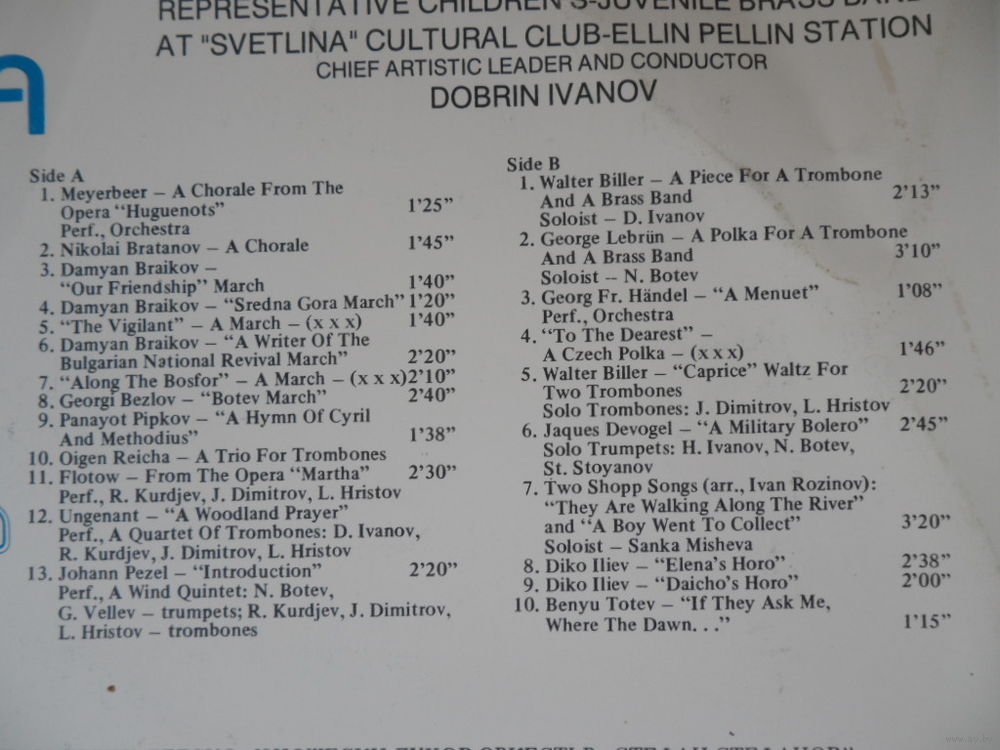 REPRESENTATIVE CHILDREN'S-JUVENILE BRASS BAND
AT "SVETLINA" CULTURAL CLUB-ELLIN PELLIN STATION
CHIEF ARTISTIC LEADER AND CONDUCTOR
DOBRIN IVANOV
Side A
1. Meyerbeer – A Chorale From The
Opera “Huguenots” 1’25”
Perf., Orchestra
2. Nikolai Bratanov – A Chorale 1’45”
3. Damyan Braikov –
“Our Friendship” March 1’40”
4. Damyan Braikov – “Sredna Gora March” 1’20”
5. “The Vigilant” – A March – (x x x) 1’40”
6. Damyan Braikov – “A Writer Of The
Bulgarian National Revival March” 2’20”
7. “Along The Bosfor” – A March – (x x x) 2’10”
8. Georgi Bezlov – “Botev March” 2’40”
9. Panayot Pipkov – “A Hymn Of Cyril
And Methodius” 1’38”
10. Oigen Reicha – A Trio For Trombones
11. Flotow – From The Opera “Martha” 2’30”
Perf., R. Kurdjev, J. Dimitrov, L. Hristov
12. Ungenant – “A Woodland Prayer”
Perf., A Quartet Of Trombones: D. Ivanov,
R. Kurdjev, J. Dimitrov, L. Hristov
13. Johann Pezel – “Introduction” 2’20”
Perf., A Wind Quintet: N. Botev,
G. Vellev – trumpets; R. Kurdjev, J. Dimitrov,
L. Hristov – trombones
Side B
1. Walter Biller – A Piece For A Trombone
And A Brass Band 2’13”
Soloist – D. Ivanov
2. George Lebrün – A Polka For A Trombone
And A Brass Band 3’10”
Soloist – N. Botev
3. Georg Fr. Händel – “A Menuet” 1’08”
Perf., Orchestra
4. “To The Dearest” –
A Czech Polka – (x x x) 1’46”
5. Walter Biller – “Caprice” Waltz For
Two Trombones 2’20”
Solo Trombones: J. Dimitrov, L. Hristov
6. Jaques Devogel – “A Military Bolero” 2’45”
Solo Trumpets: H. Ivanov, N. Botev,
St. Stoyanov
7. Two Shopp Songs (arr., Ivan Rozinov):
“They Are Walking Along The River”
and “A Boy Went To Collect” 3’20”
Soloist – Sanka Misheva
8. Diko Iliev – “Elena’s Horo” 2’38”
9. Diko Iliev – “Daicho’s Horo” 2’00”
10. Benyu Totev – “If They Ask Me,
Where The Dawn. . .” 1’15”